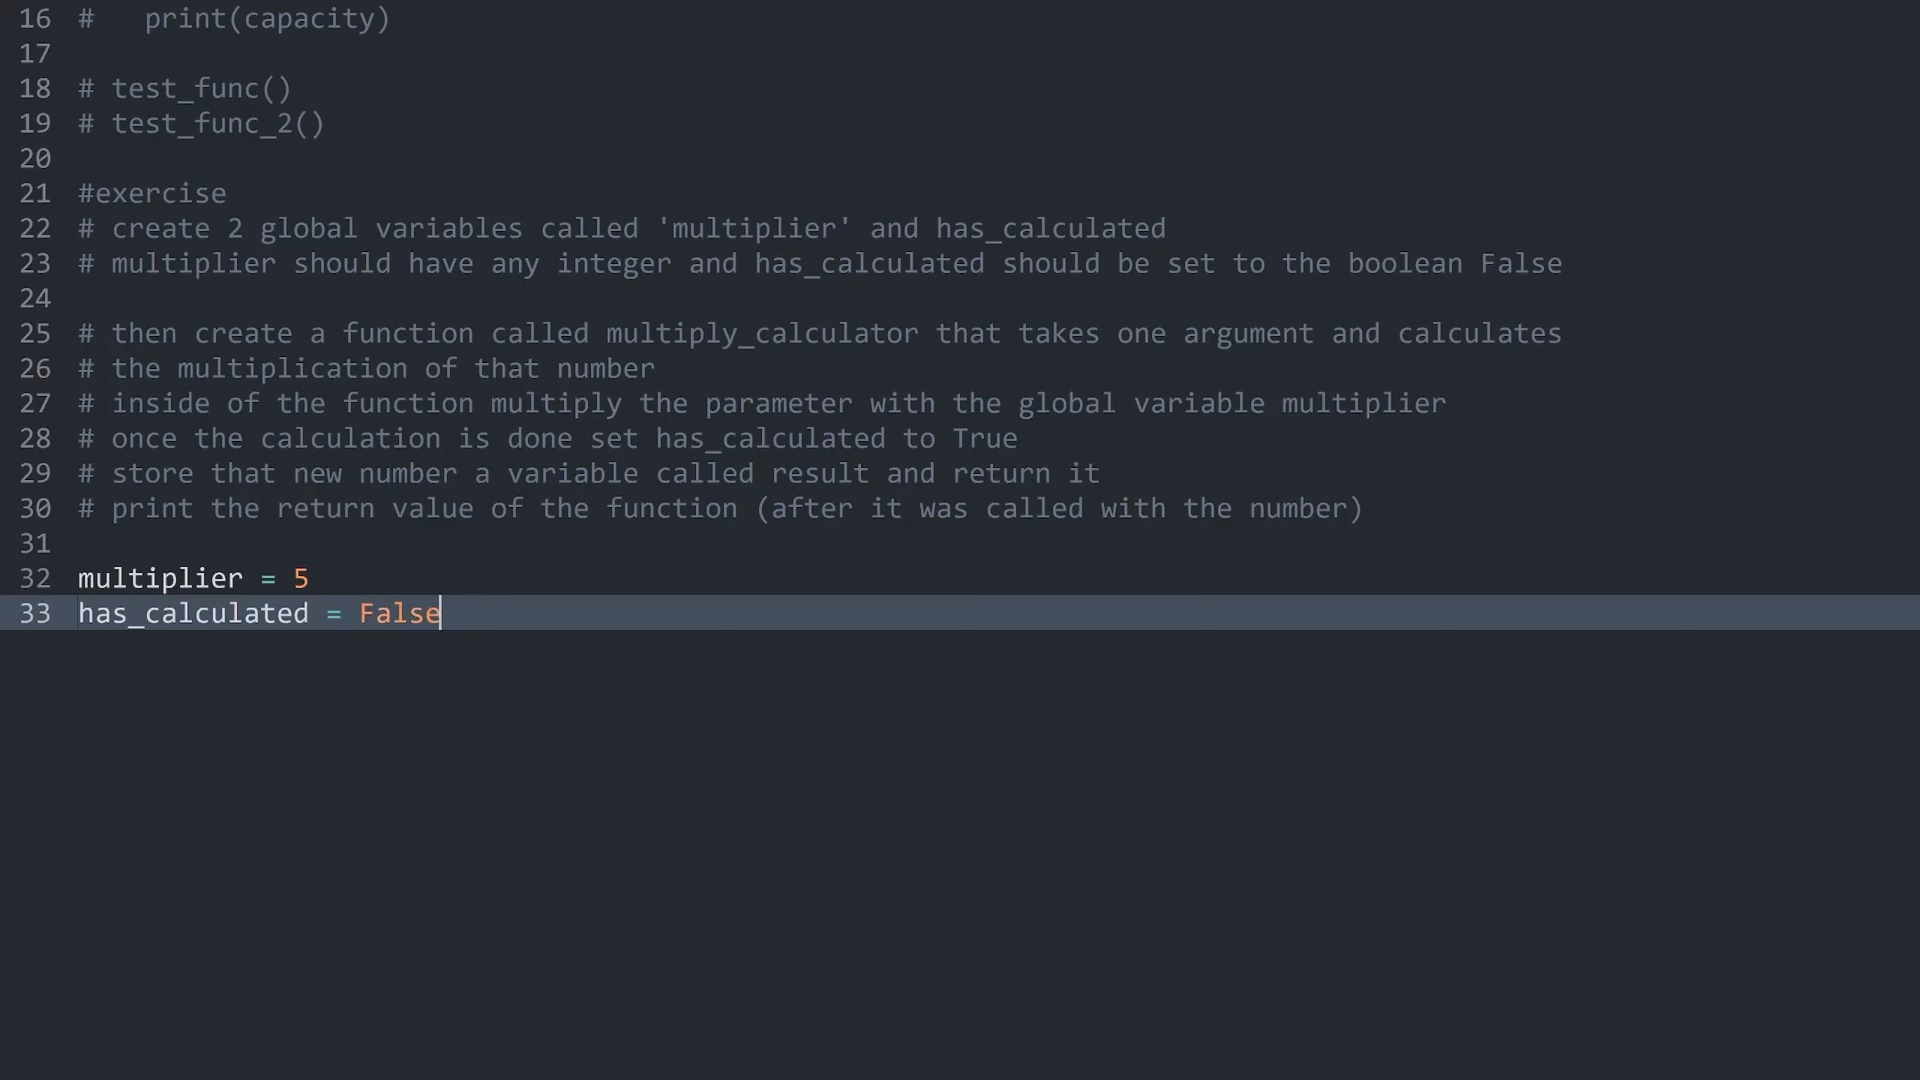 16 #   print(capacity)
17
18 # test_func()
19 # test_func_2()
20
21 #exercise
22 # create 2 global variables called 'multiplier' and has_calculated
23 # multiplier should have any integer and has_calculated should be set to the boolean False
24
25 # then create a function called multiply_calculator that takes one argument and calculates
26 # the multiplication of that number
27 # inside of the function multiply the parameter with the global variable multiplier
28 # once the calculation is done set has_calculated to True
29 # store that new number a variable called result and return it
30 # print the return value of the function (after it was called with the number)
31
32 multiplier = 5
33 has_calculated = False